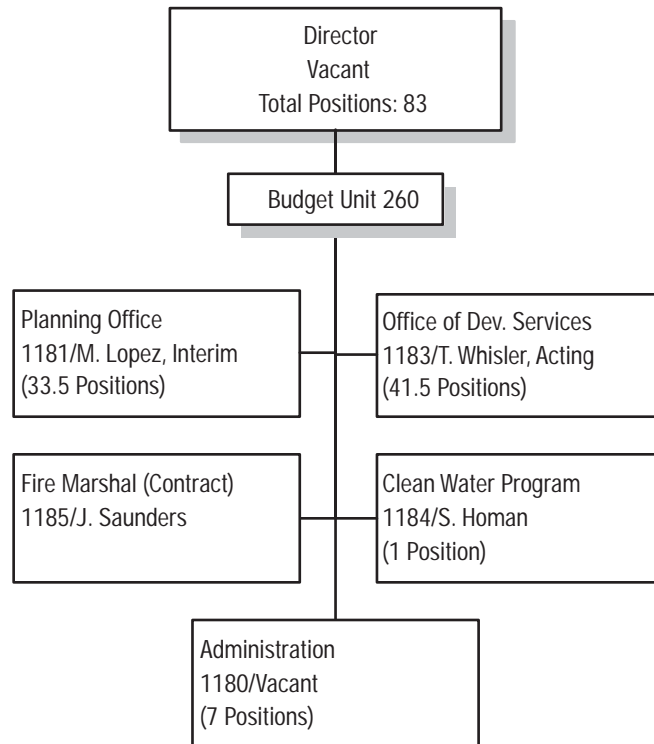 Director
Vacant
Total Positions: 83
Budget Unit 260
Planning Office
1181/M. Lopez, Interim
(33.5 Positions)
Office of Dev. Services
1183/T. Whisler, Acting
(41.5 Positions)
Fire Marshal (Contract)
1185/J. Saunders
Clean Water Program
1184/S. Homan
(1 Position)
Administration
1180/Vacant
(7 Positions)